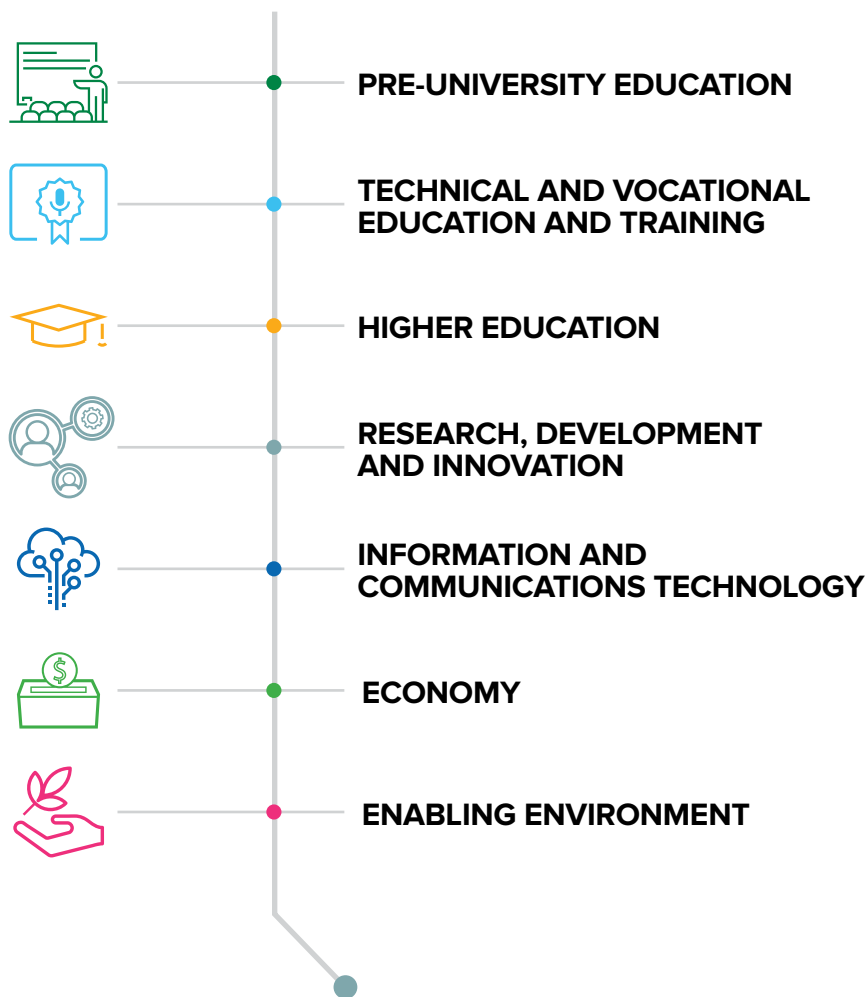 PRE-UNIVERSITY EDUCATION
TECHNICAL AND VOCATIONAL
EDUCATION AND TRAINING
HIGHER EDUCATION
RESEARCH, DEVELOPMENT
AND INNOVATION
INFORMATION AND
COMMUNICATIONS TECHNOLOGY
$
ECONOMY
ENABLING ENVIRONMENT